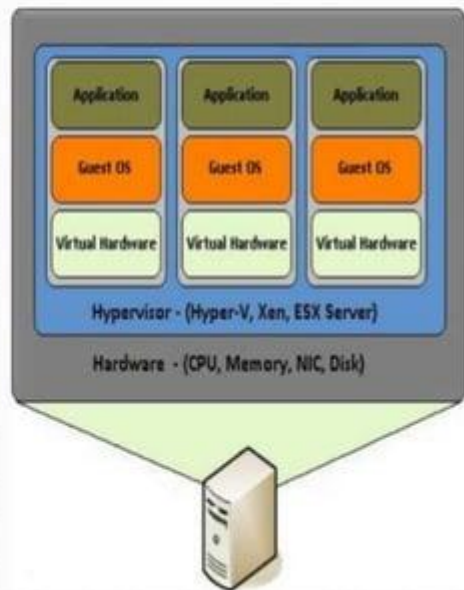 Application Application Application
Guest OS Guest OS Guest OS
Virtual Hardware Virtual Hardware Virtual Hardware
Hypervisor - (Hyper-V, Xen, ESX Server)
Hardware - (CPU, Memory, NIC, Disk)